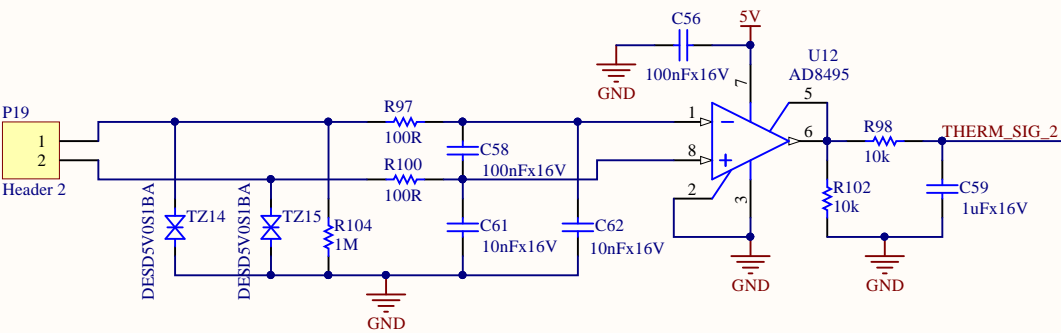 C56
5V
100nFx16V
GND
U12
AD8495
7
5
P19
1
2
Header 2
R97
100R
1
8
6
2
3
R98
10k
THERM_SIG_2
C58
100nFx16V
R100
100R
DESD5V0S1BA
TZ14
DESD5V0S1BA
TZ15
R104
1M
C61
10nFx16V
C62
10nFx16V
R102
10k
C59
1uFx16V
GND
GND
GND